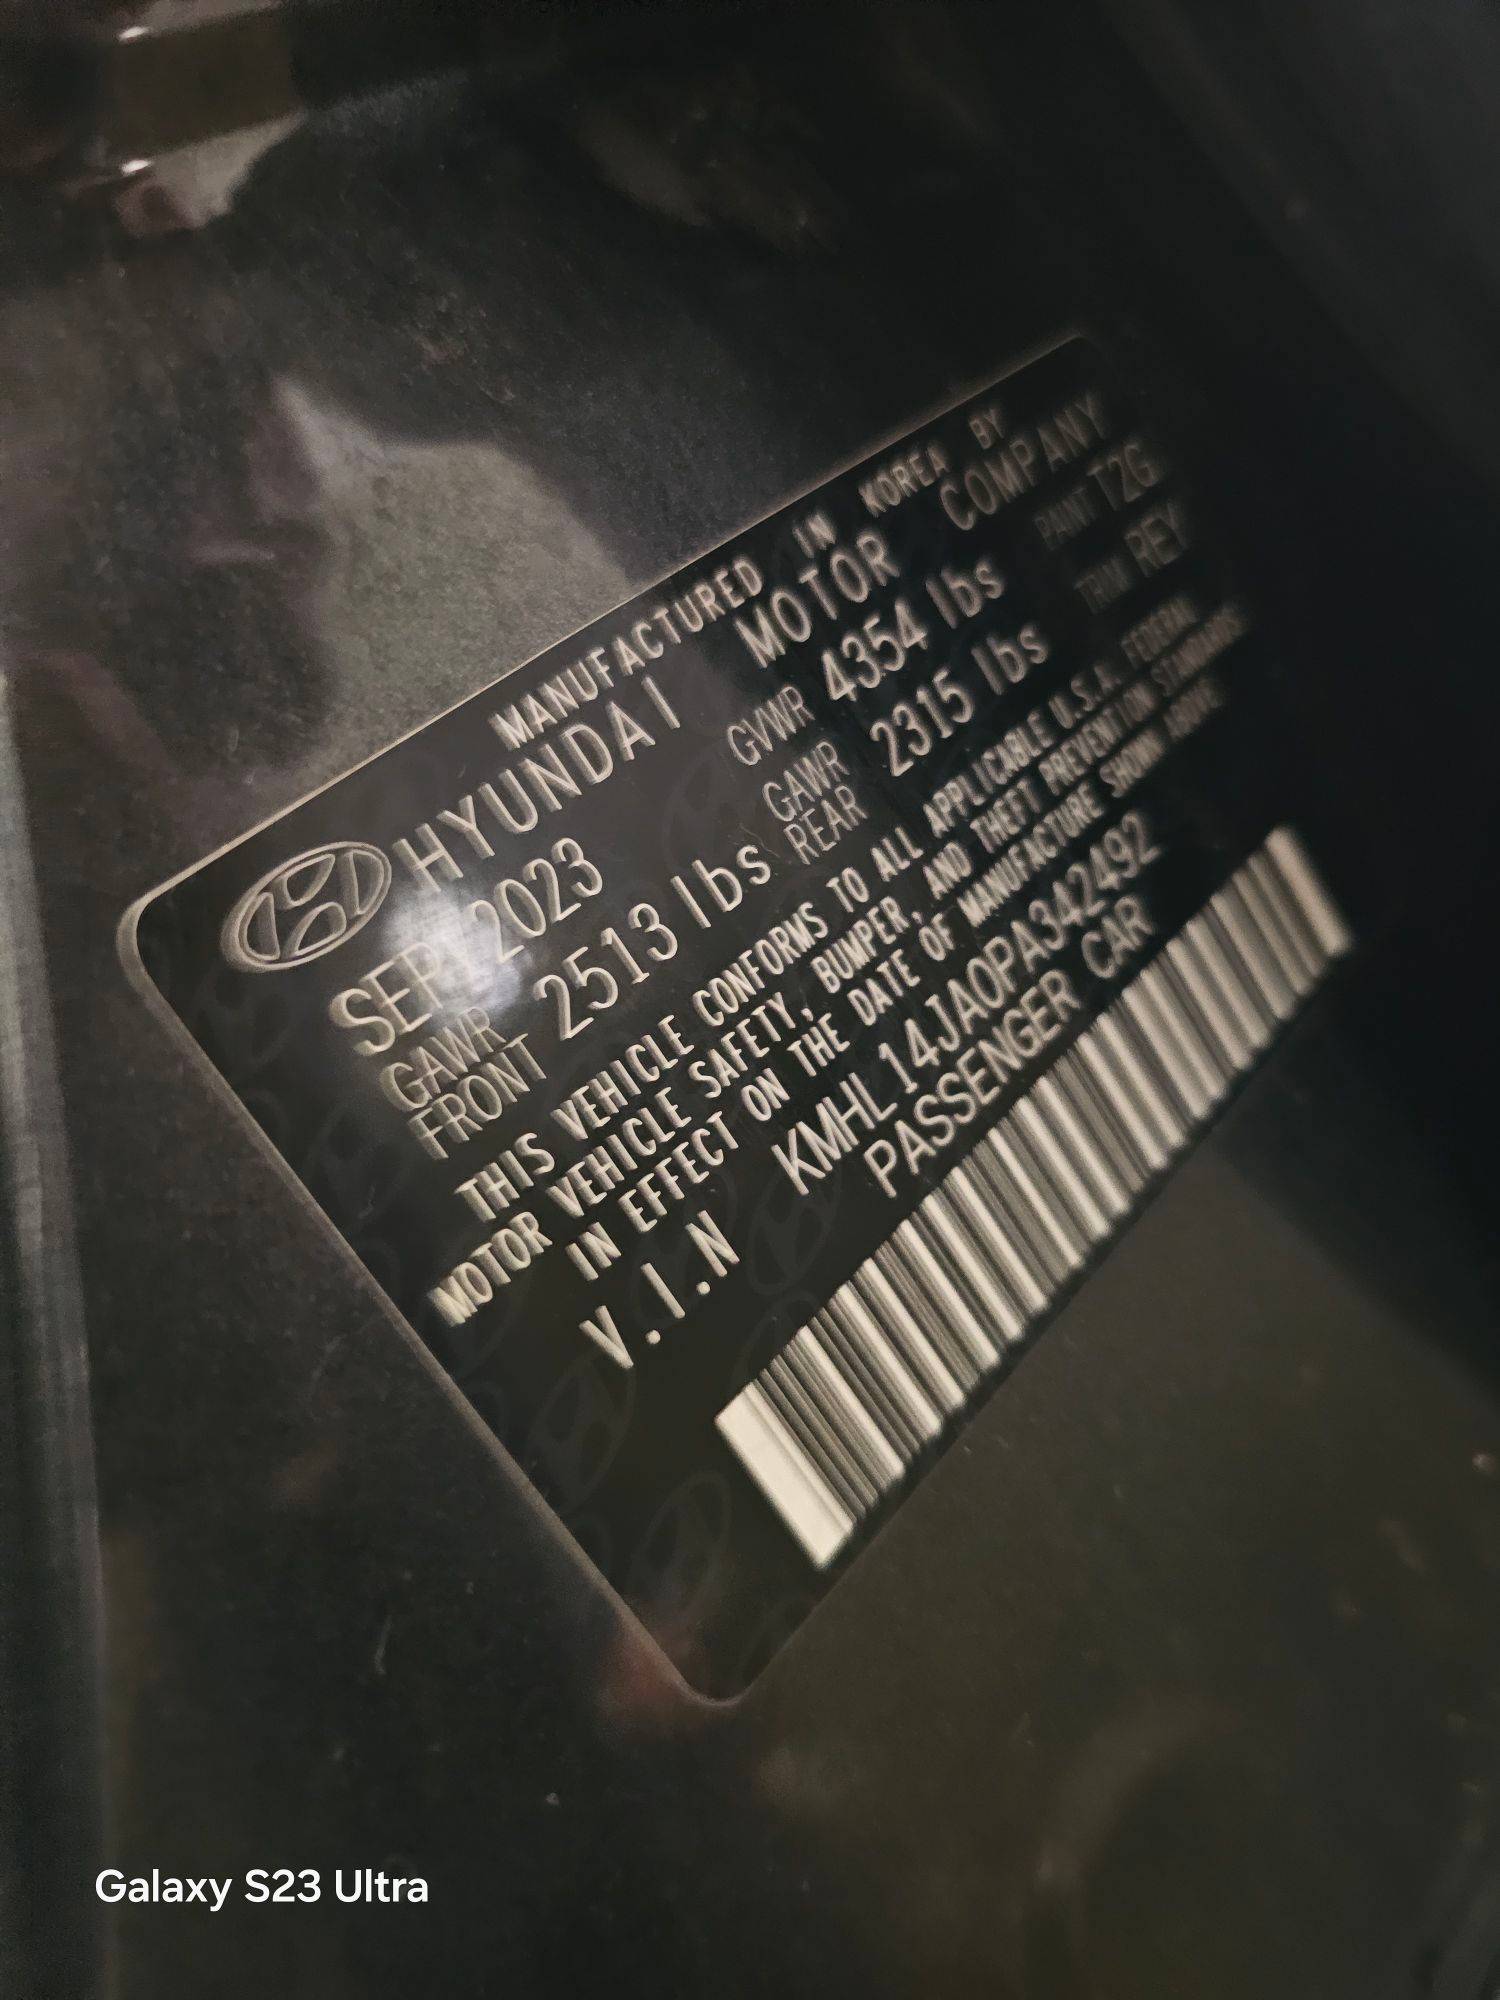 MANUFACTURED IN KOREA BY
HYUNDAI MOTOR COMPANY
SEP / 2023 GVWR 4354 lbs PAINT T2G
GAWR FRONT 2513 lbs GAWR REAR 2315 lbs TRIM REY
THIS VEHICLE CONFORMS TO ALL APPLICABLE U.S.A. FEDERAL
MOTOR VEHICLE SAFETY, BUMPER, AND THEFT PREVENTION STANDARDS
IN EFFECT ON THE DATE OF MANUFACTURE SHOWN ABOVE.
V.I.N KMHL14JA0PA342492
PASSENGER CAR
Galaxy S23 Ultra